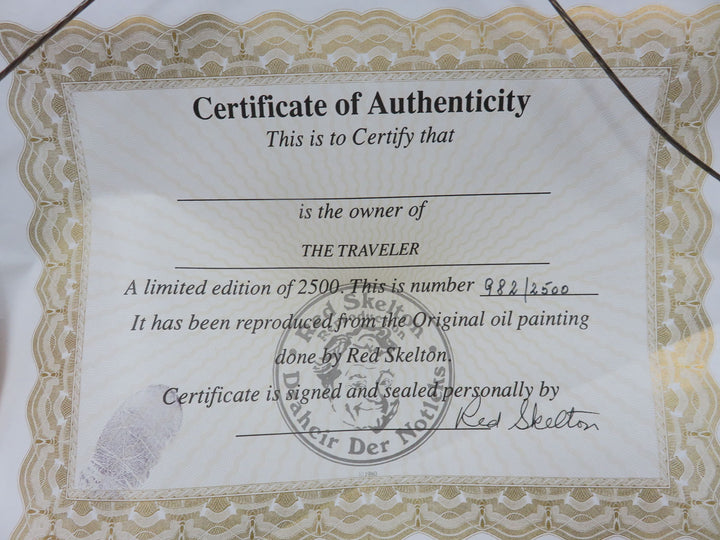 Certificate of Authenticity
This is to Certify that
is the owner of
THE TRAVELER
A limited edition of 2500. This is number 982/2500
It has been reproduced from the Original oil painting
done by Red Skelton.
Certificate is signed and sealed personally by
Red Skelton
Red Skelton
Reproduction
Daheir Der Notleks